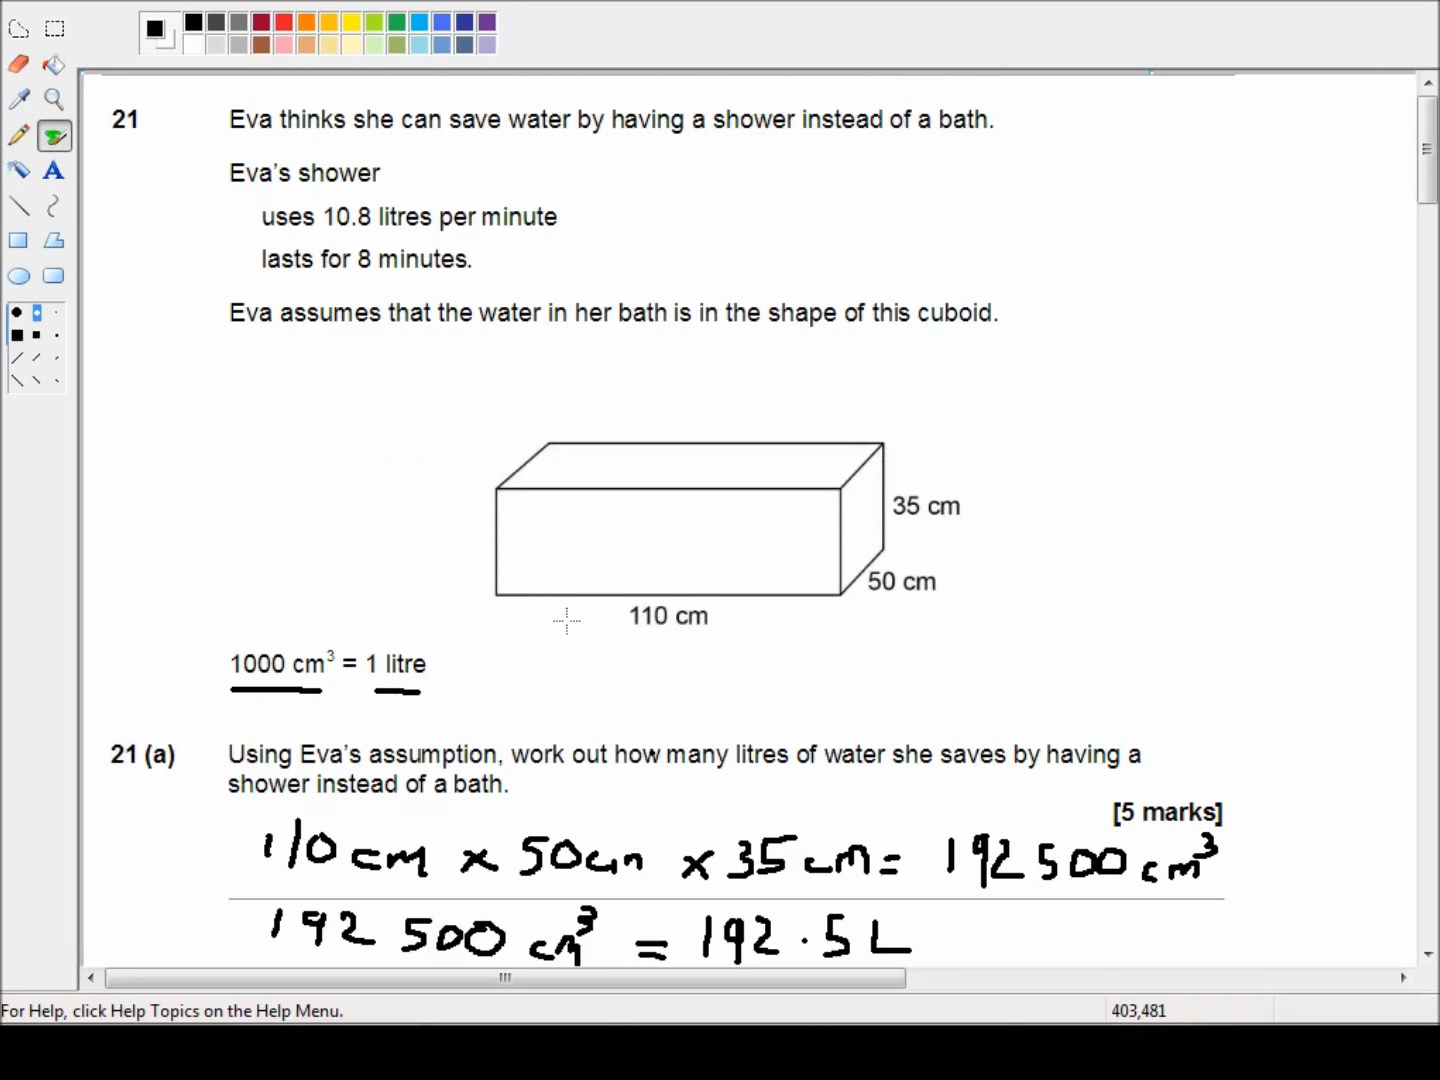 21 Eva thinks she can save water by having a shower instead of a bath.
Eva's shower
uses 10.8 litres per minute
lasts for 8 minutes.
Eva assumes that the water in her bath is in the shape of this cuboid.
35 cm
50 cm
110 cm
1000 cm³ = 1 litre
21 (a) Using Eva's assumption, work out how many litres of water she saves by having a
shower instead of a bath.
[5 marks]
110 cm x 50cm x 35 cm = 192 500 cm³
192 500 cm³ = 192.5 L
For Help, click Help Topics on the Help Menu.
403,481